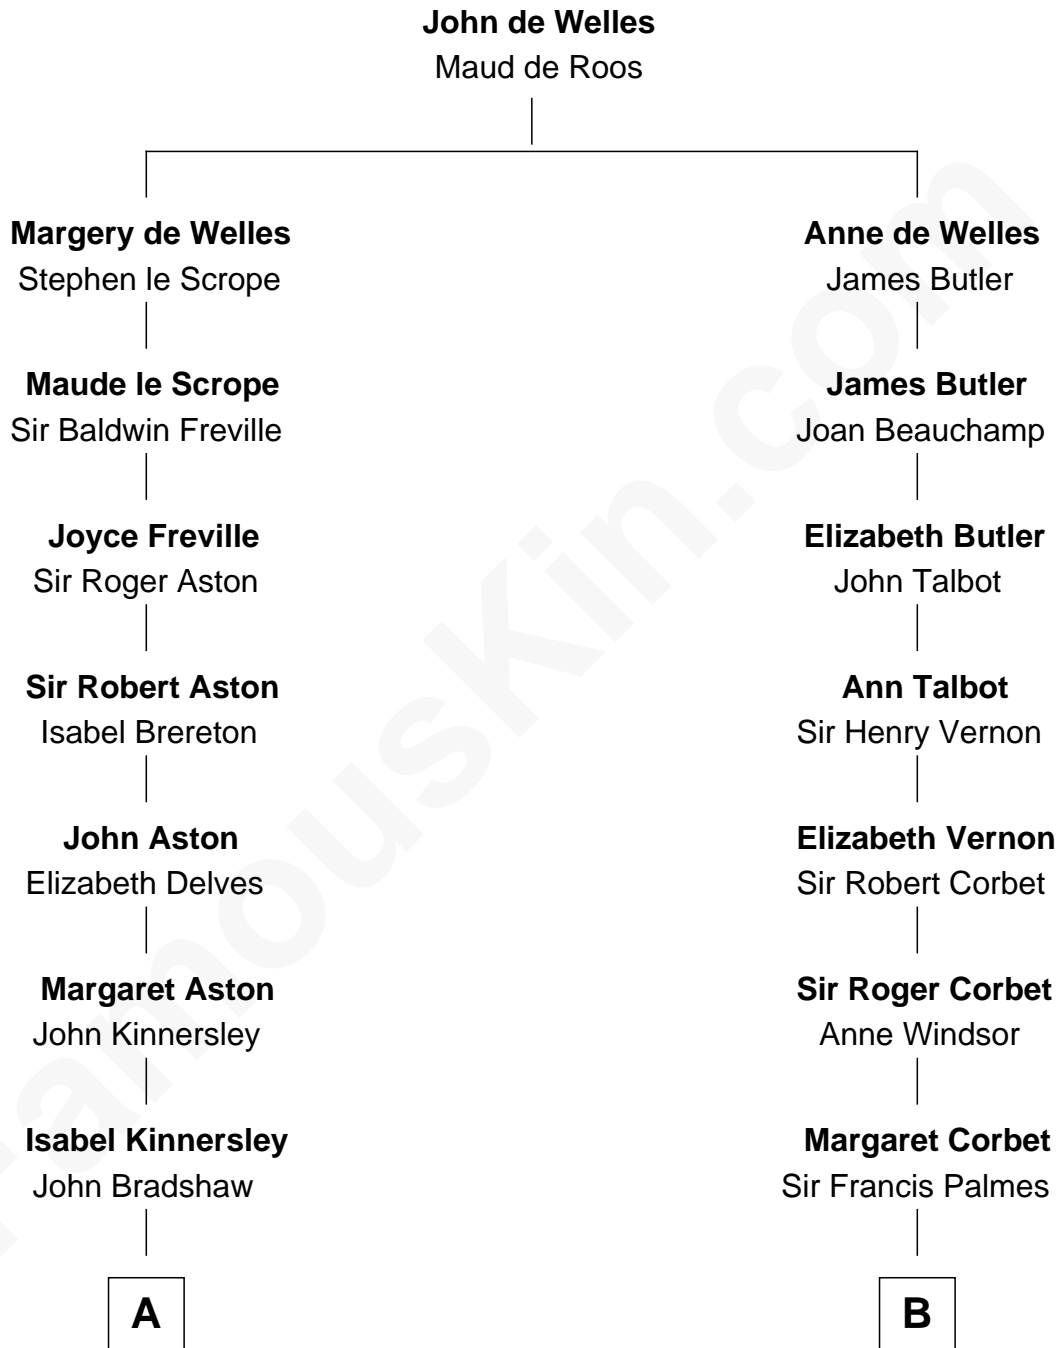 John de Welles
Maud de Roos
Margery de Welles
Stephen le Scrope
Anne de Welles
James Butler
Maude le Scrope
Sir Baldwin Freville
James Butler
Joan Beauchamp
Joyce Freville
Sir Roger Aston
Elizabeth Butler
John Talbot
Sir Robert Aston
Isabel Brereton
Ann Talbot
Sir Henry Vernon
John Aston
Elizabeth Delves
Elizabeth Vernon
Sir Robert Corbet
Margaret Aston
John Kinnersley
Sir Roger Corbet
Anne Windsor
Isabel Kinnersley
John Bradshaw
Margaret Corbet
Sir Francis Palmes
A
B
FamousKin.com